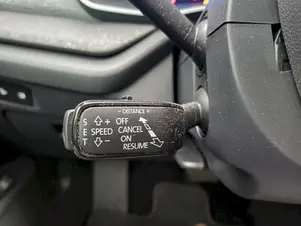 - DISTANCE +
S + OFF
E SPEED CANCEL
T - ON
RESUME